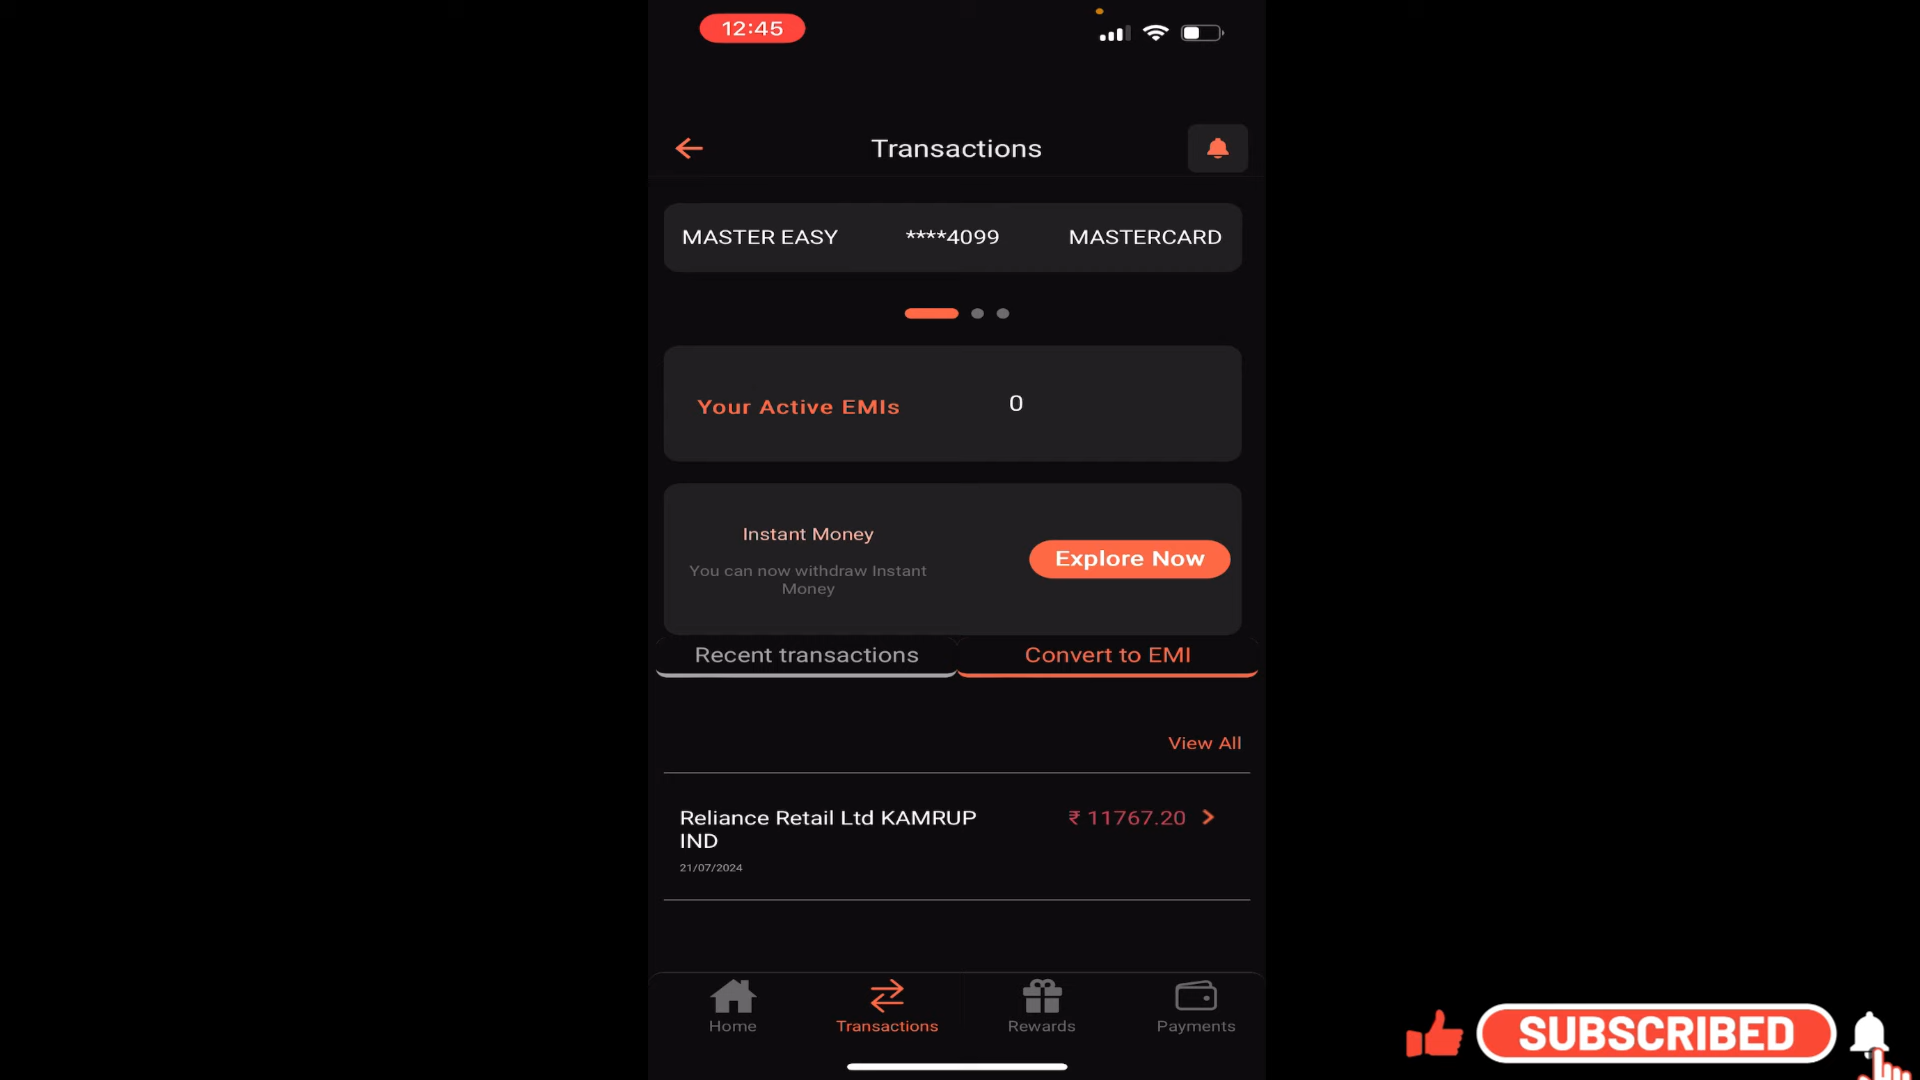 12:45
Transactions
MASTER EASY ****4099 MASTERCARD
Your Active EMIs 0
Instant Money
You can now withdraw Instant
Money
Explore Now
Recent transactions Convert to EMI
View All
Reliance Retail Ltd KAMRUP
IND
₹ 11767.20
21/07/2024
Home Transactions Rewards Payments
SUBSCRIBED